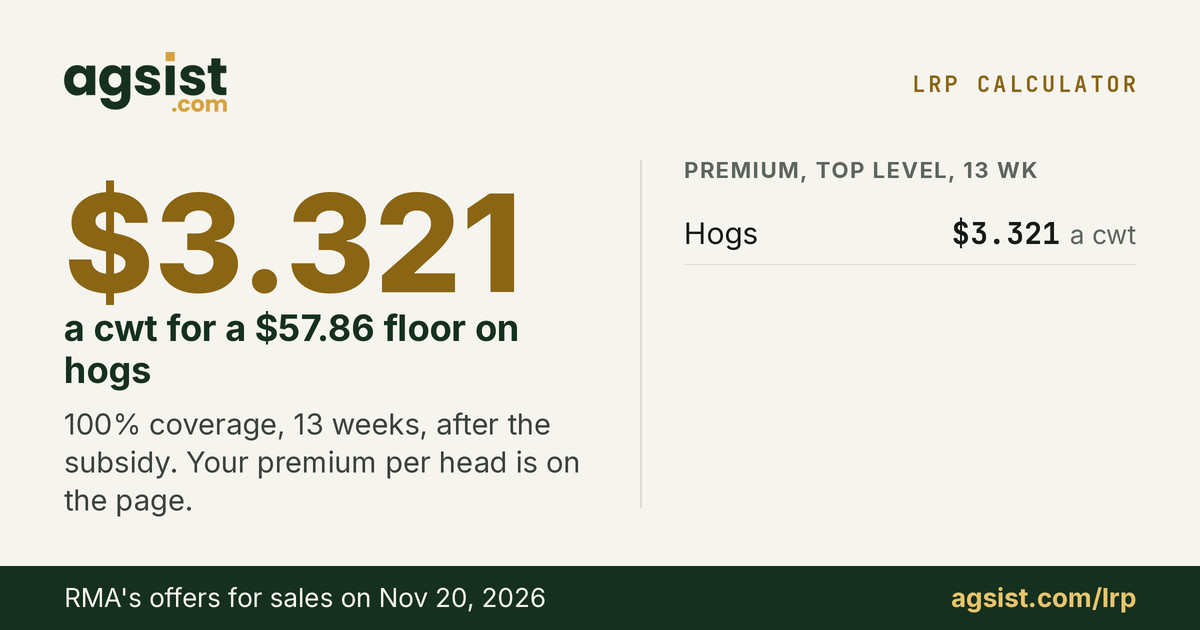 agsist
.com
LRP CALCULATOR
$3.321
a cwt for a $57.86 floor on
hogs
100% coverage, 13 weeks, after the
subsidy. Your premium per head is on
the page.
PREMIUM, TOP LEVEL, 13 WK
Hogs $3.321 a cwt
RMA's offers for sales on Nov 20, 2026
agsist.com/lrp